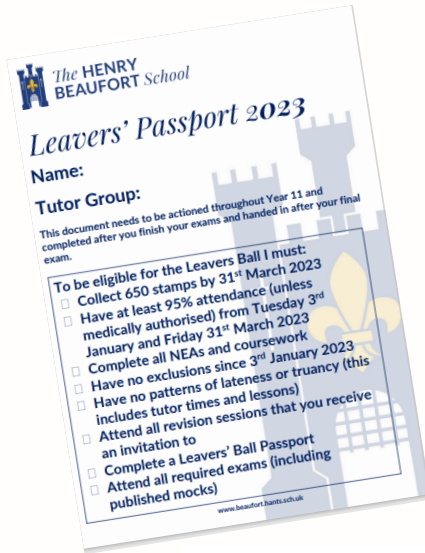 The HENRY
BEAUFORT School
Leavers' Passport 2023
Name:
Tutor Group:
This document needs to be actioned throughout Year 11 and
completed after you finish your exams and handed in after your final
exam.
To be eligible for the Leavers Ball I must:
Collect 650 stamps by 31st March 2023
Have at least 95% attendance (unless
medically authorised) from Tuesday 3rd
January and Friday 31st March 2023
Complete all NEAs and coursework
Have no exclusions since 3rd January 2023
Have no patterns of lateness or truancy (this
includes tutor times and lessons)
Attend all revision sessions that you receive
an invitation to
Complete a Leavers' Ball Passport
Attend all required exams (including
published mocks)
www.beaufort.hants.sch.uk